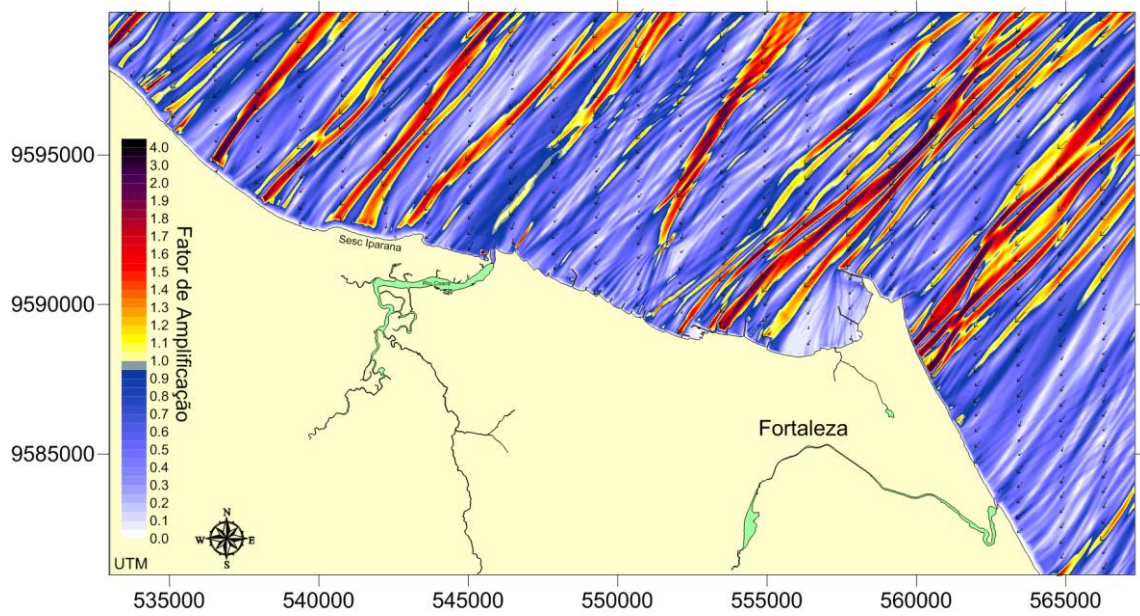 9595000
9590000
9585000
4.0
3.0
2.0
1.9
1.8
1.7
1.6
1.5
1.4
1.3
1.2
1.1
1.0
0.9
0.8
0.7
0.6
0.5
0.4
0.3
0.2
0.1
0.0
Fator de Amplificação
Sesc Iparana
Rio Ceará
Fortaleza
N
W E
S
UTM
535000 540000 545000 550000 555000 560000 565000